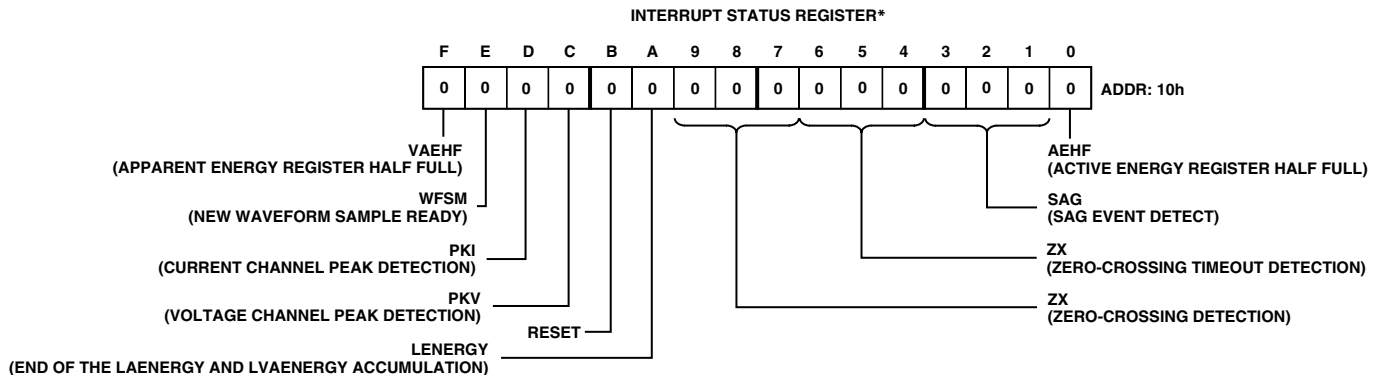 INTERRUPT STATUS REGISTER*
F E D C B A 9 8 7 6 5 4 3 2 1 0
0 0 0 0 0 0 0 0 0 0 0 0 0 0 0 0 ADDR: 10h
VAEHF
(APPARENT ENERGY REGISTER HALF FULL)
AEHF
(ACTIVE ENERGY REGISTER HALF FULL)
WFSM
(NEW WAVEFORM SAMPLE READY)
SAG
(SAG EVENT DETECT)
PKI
(CURRENT CHANNEL PEAK DETECTION)
ZX
(ZERO-CROSSING TIMEOUT DETECTION)
PKV
(VOLTAGE CHANNEL PEAK DETECTION)
ZX
(ZERO-CROSSING DETECTION)
RESET
LENERGY
(END OF THE LAENERGY AND LVAENERGY ACCUMULATION)